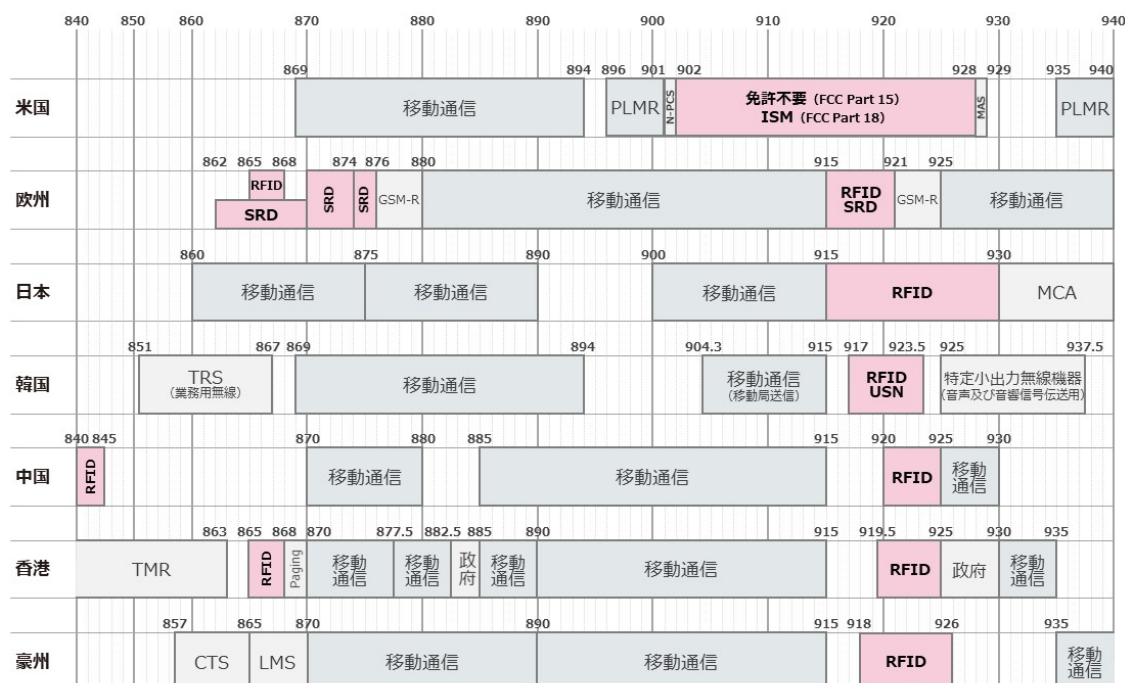 840 850 860 870 880 890 900 910 920 930 940
869 894 896 901 902 928 929 935 940
米国
移動通信
PLMR
N-PCS
免許不要 (FCC Part 15)
ISM (FCC Part 18)
MAS
PLMR
862 865 868 874 876 880 915 921 925
欧州
RFID
SRD
SRD
SRD
GSM-R
移動通信
RFID
SRD
GSM-R
移動通信
860 875 890 900 915 930
日本
移動通信
移動通信
移動通信
RFID
MCA
851 867 869 894 904.3 915 917 923.5 925 937.5
韓国
TRS
(業務用無線)
移動通信
移動通信
(移動局送信)
RFID
USN
特定小出力無線機器
(音声及び音響信号伝送用)
840 845 870 880 885 915 920 925 930
中国
RFID
移動通信
移動通信
RFID
移動
通信
863 865 868 870 877.5 882.5 885 890 915 919.5 925 930 935
香港
TMR
RFID
Paging
移動
通信
移動
通信
政
府
移動
通信
移動通信
RFID
政府
移動
通信
857 865 870 890 915 918 926 935
豪州
CTS
LMS
移動通信
移動通信
RFID
移動
通信